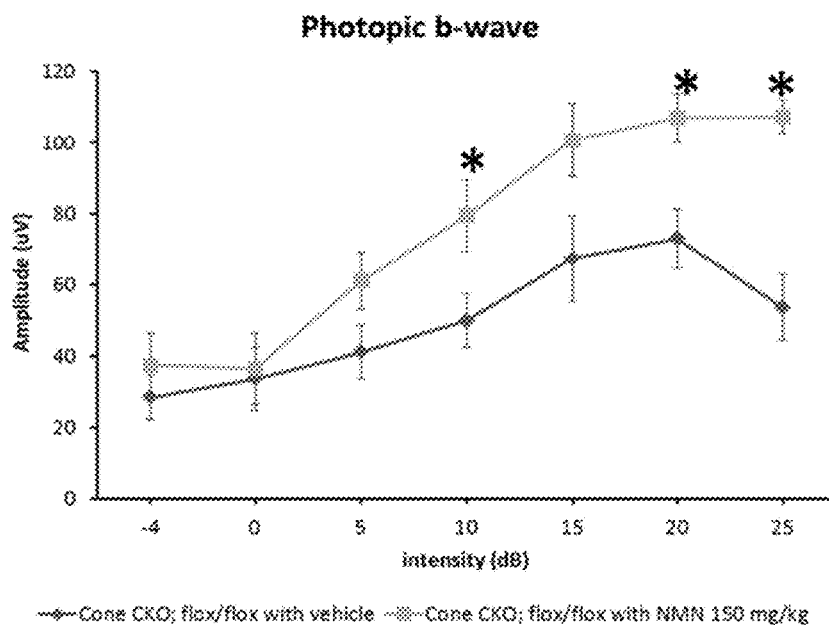 Photopic b-wave
120
100
80
60
40
20
0
Amplitude (uV)
* * *
-4 0 5 10 15 20 25
intensity (dB)
Cone CKO; flox/flox with vehicle Cone CKO; flox/flox with NMN 150 mg/kg